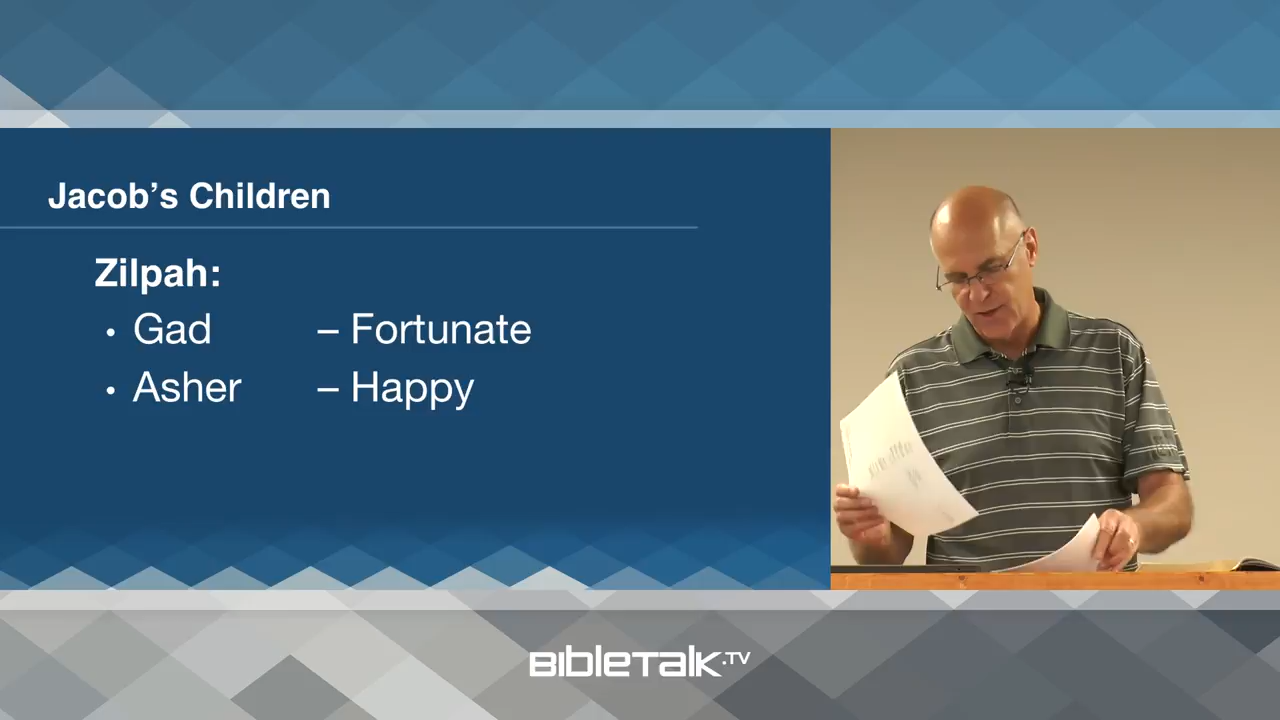 Jacob's Children
Zilpah:
• Gad – Fortunate
• Asher – Happy
BIBLETALK.TV